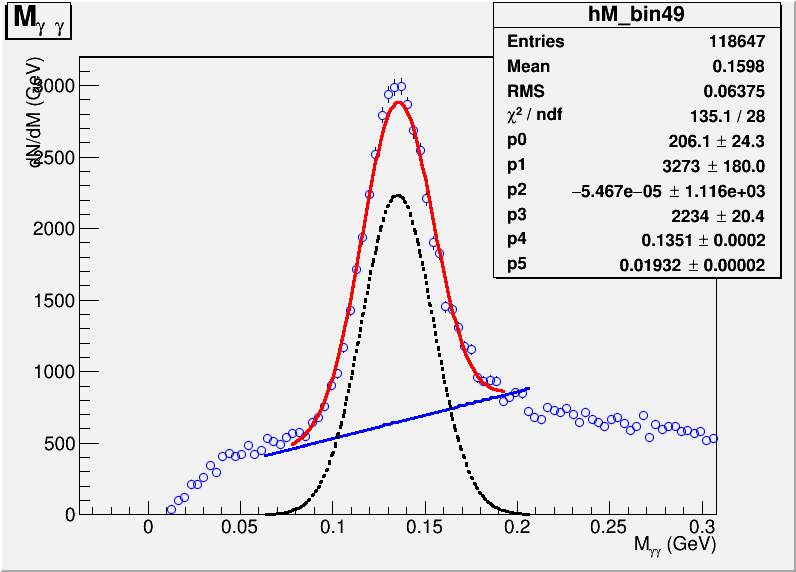 Mγ γ
hM_bin49
Entries 118647
Mean 0.1598
RMS 0.06375
χ² / ndf 135.1 / 28
p0 206.1 ± 24.3
p1 3273 ± 180.0
p2 −5.467e−05 ± 1.116e+03
p3 2234 ± 20.4
p4 0.1351 ± 0.0002
p5 0.01932 ± 0.00002
dN/dM (GeV)
3000
2500
2000
1500
1000
500
0
0 0.05 0.1 0.15 0.2 0.25 0.3
Mγγ (GeV)